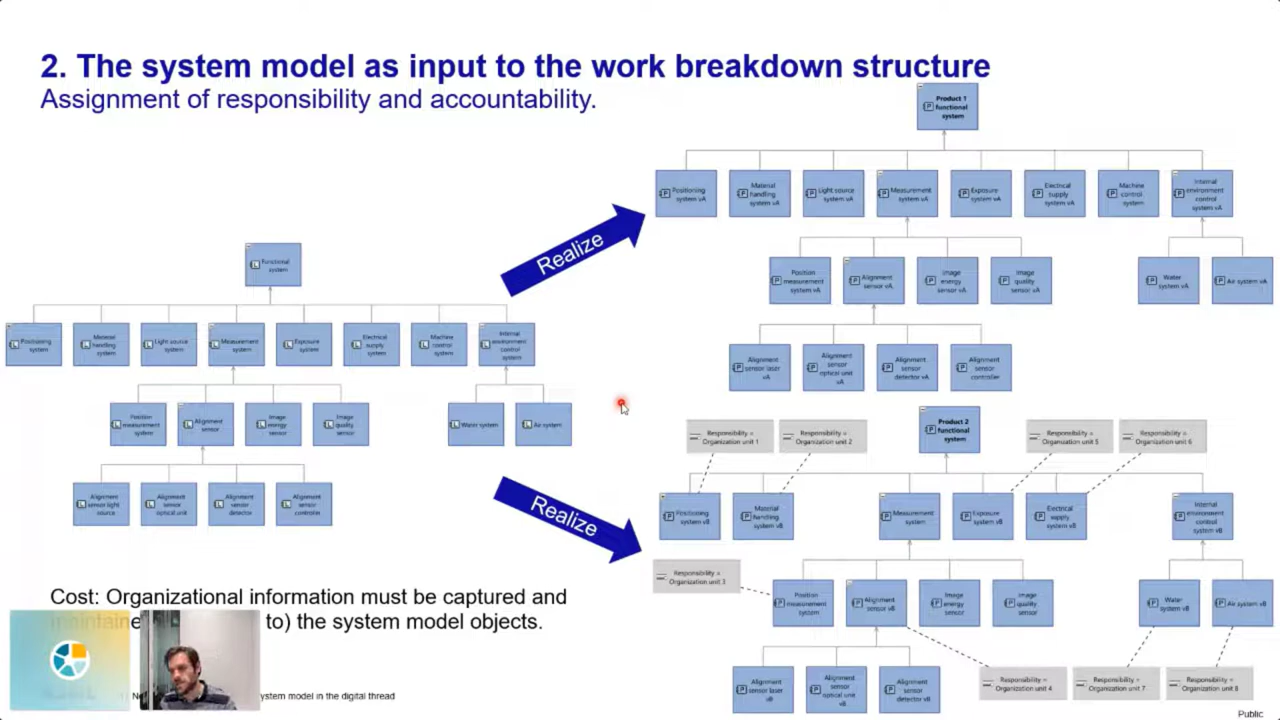 2. The system model as input to the work breakdown structure
Assignment of responsibility and accountability.
Functional
system
Positioning
system
Material
handling
system
Light source
system
Measurement
system
Exposure
system
Electrical
supply
system
Machine
control
system
Internal
environment
control
system
Position
measurement
system
Alignment
sensor
Image
energy
sensor
Image
quality
sensor
Water system
Air system
Alignment
sensor light
source
Alignment
sensor
optical unit
Alignment
sensor
detector
Alignment
sensor
controller
Realize
Realize
Product 1
functional
system
Positioning
system vA
Material
handling
system vA
Light source
system vA
Measurement
system vA
Exposure
system vA
Electrical
supply
system vA
Machine
control
system
Internal
environment
control
system vA
Position
measurement
system vA
Alignment
sensor vA
Image
energy
sensor vA
Image
quality
sensor vA
Water
system vA
Air system vA
Alignment
sensor laser
vA
Alignment
sensor
optical unit
vA
Alignment
sensor
detector vA
Alignment
sensor
controller
Product 2
functional
system
Responsibility =
Organization unit 1
Responsibility =
Organization unit 2
Responsibility =
Organization unit 5
Responsibility =
Organization unit 6
Positioning
system vB
Material
handling
system vB
Measurement
system
Exposure
system vB
Electrical
supply
system vB
Internal
environment
control
system vB
Responsibility =
Organization unit 3
Position
measurement
system
Alignment
sensor vB
Image
energy
sensor
Image
quality
sensor
Water
system vB
Air system vB
Alignment
sensor laser
vB
Alignment
sensor
optical unit
vB
Alignment
sensor
detector vB
Responsibility =
Organization unit 4
Responsibility =
Organization unit 7
Responsibility =
Organization unit 8
Cost: Organizational information must be captured and
to) the system model objects.
system model in the digital thread
Public